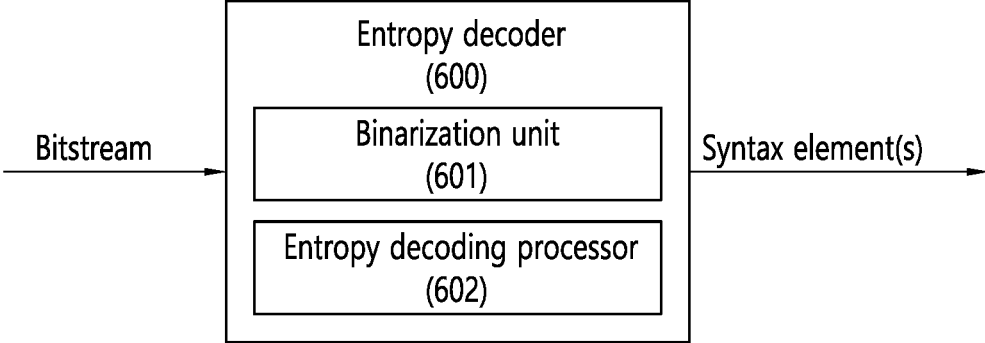 Entropy decoder
(600)
Bitstream
Binarization unit
(601)
Syntax element(s)
Entropy decoding processor
(602)